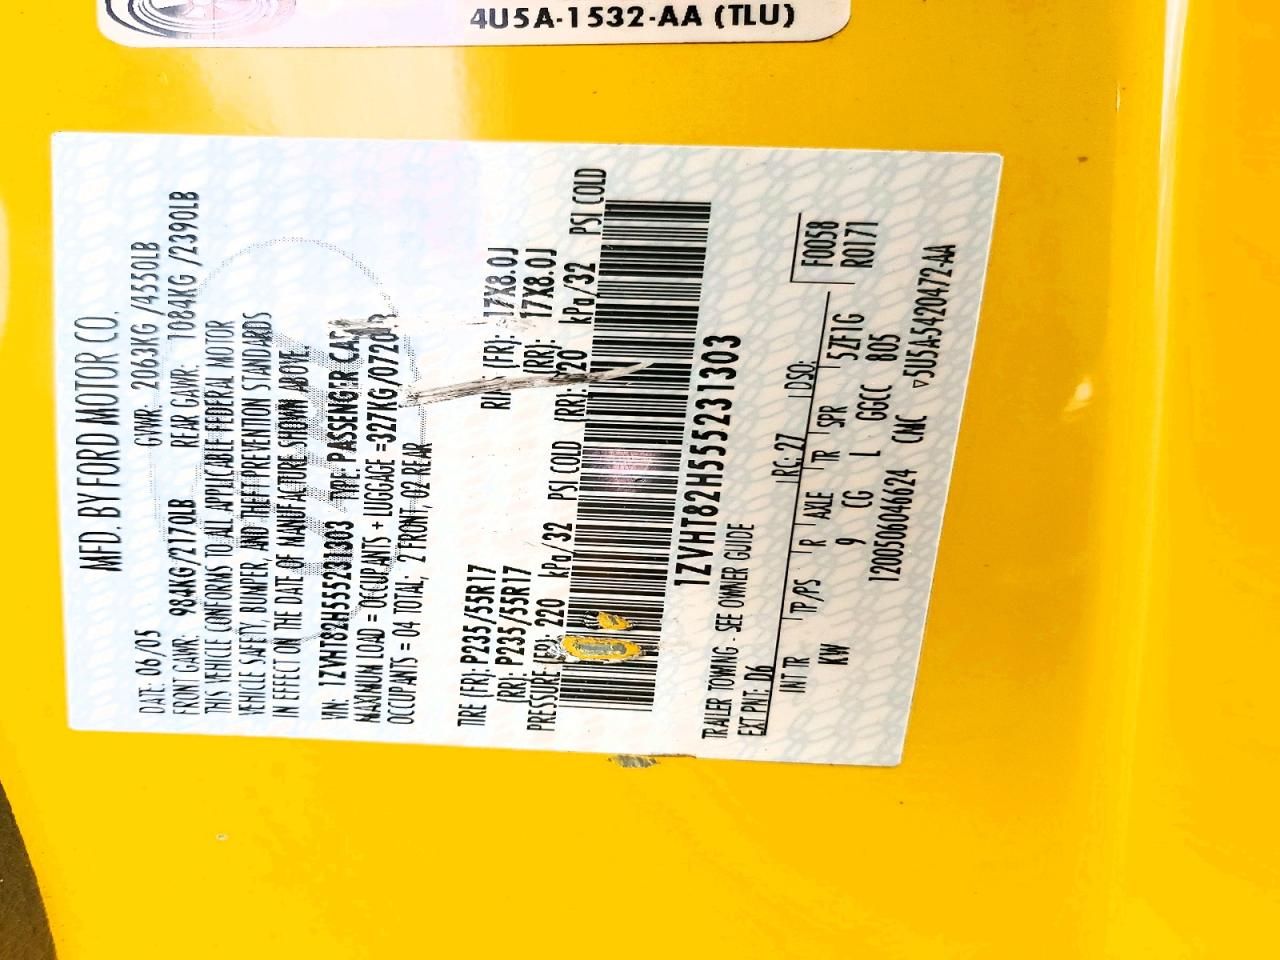 4U5A-1532-AA (TLU)
MFD. BY FORD MOTOR CO.
DATE: 06/05 GVWR: 2063KG /4550LB
FRONT GAWR: 984KG/2170LB REAR GAWR: 1084KG /2390LB
THIS VEHICLE CONFORMS TO ALL APPLICABLE FEDERAL MOTOR
VEHICLE SAFETY, BUMPER, AND THEFT PREVENTION STANDARDS
IN EFFECT ON THE DATE OF MANUFACTURE SHOWN ABOVE.
VIN: 1ZVHT82H555231303 TYPE: PASSENGER CAR
MAXIMUM LOAD = OCCUPANTS + LUGGAGE =327KG/0720LB
OCCUPANTS = 04 TOTAL; 2 FRONT, 02 REAR
TIRE (FR): P235/55R17 RIM (FR): 17X8.0J
(RR): P235/55R17 (RR): 17X8.0J
PRESSURE (FR): 220 kPa/32 PSI COLD (RR): 220 kPa/32 PSI COLD
1ZVHT82H555231303
TRAILER TOWING - SEE OWNER GUIDE
EXT PNT: D6 RC: 27 DSO: F0058
INT TR TP/PS R AXLE TR SPR 5ZF1G R0171
KW 9 CG L GGCC 805
1200506046624 CMC ▽5U5A-5420472-AA